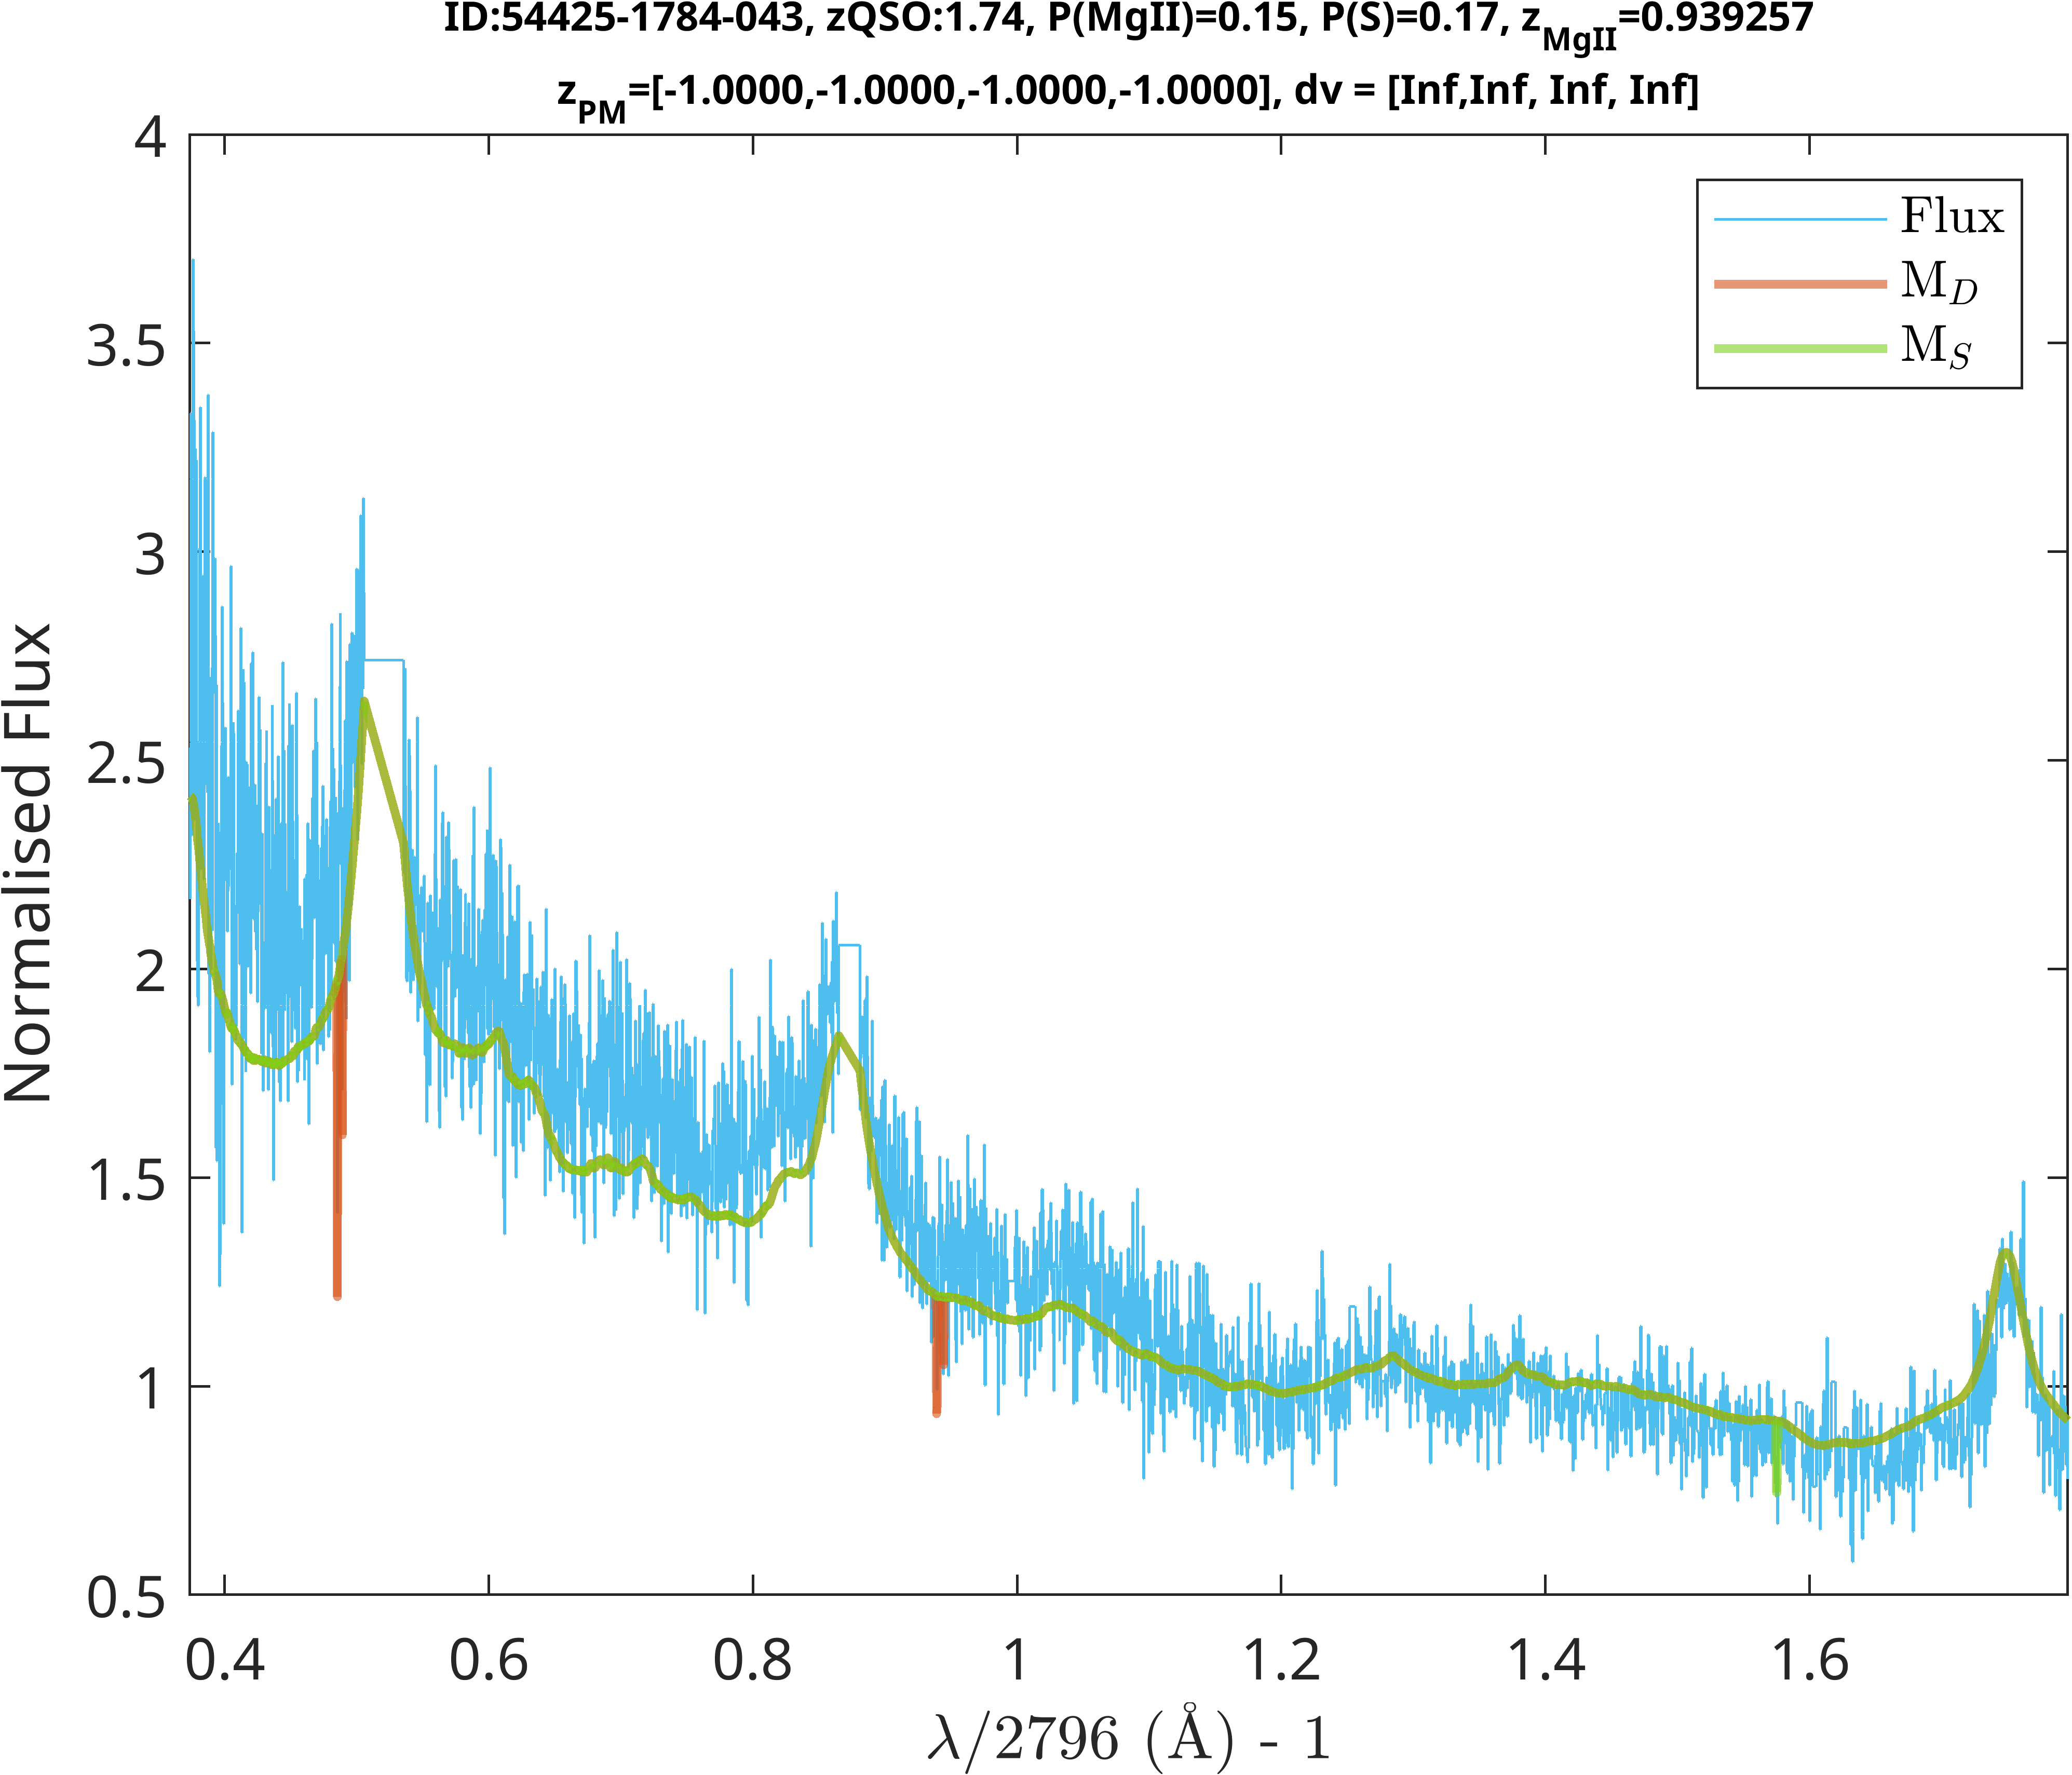 ID:54425-1784-043, zQSO:1.74, P(MgII)=0.15, P(S)=0.17, zMgII=0.939257
zPM=[-1.0000,-1.0000,-1.0000,-1.0000], dv = [Inf,Inf, Inf, Inf]
4
3.5
3
2.5
2
1.5
1
0.5
Normalised Flux
Flux
MD
MS
0.4 0.6 0.8 1 1.2 1.4 1.6
λ/2796 (Å) - 1